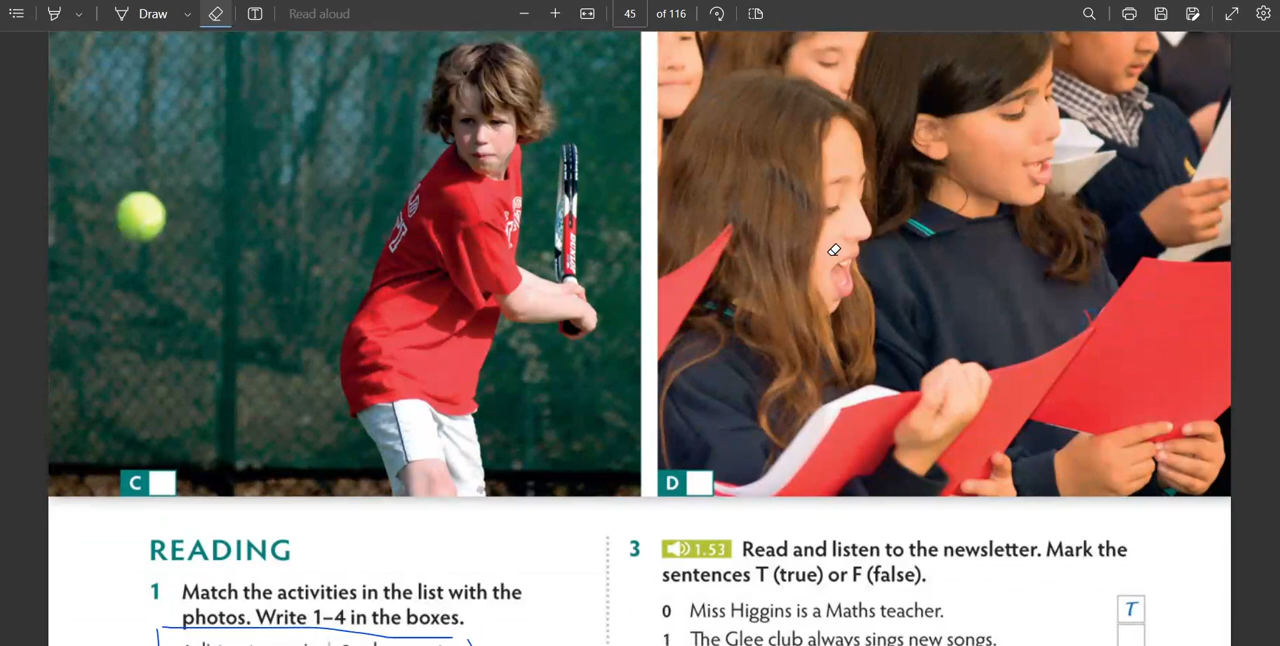 Draw
Read aloud
45 of 116
C
D
READING
1 Match the activities in the list with the
photos. Write 1–4 in the boxes.
3 1.53 Read and listen to the newsletter. Mark the
sentences T (true) or F (false).
0 Miss Higgins is a Maths teacher. T
1 The Glee club always sings new songs.